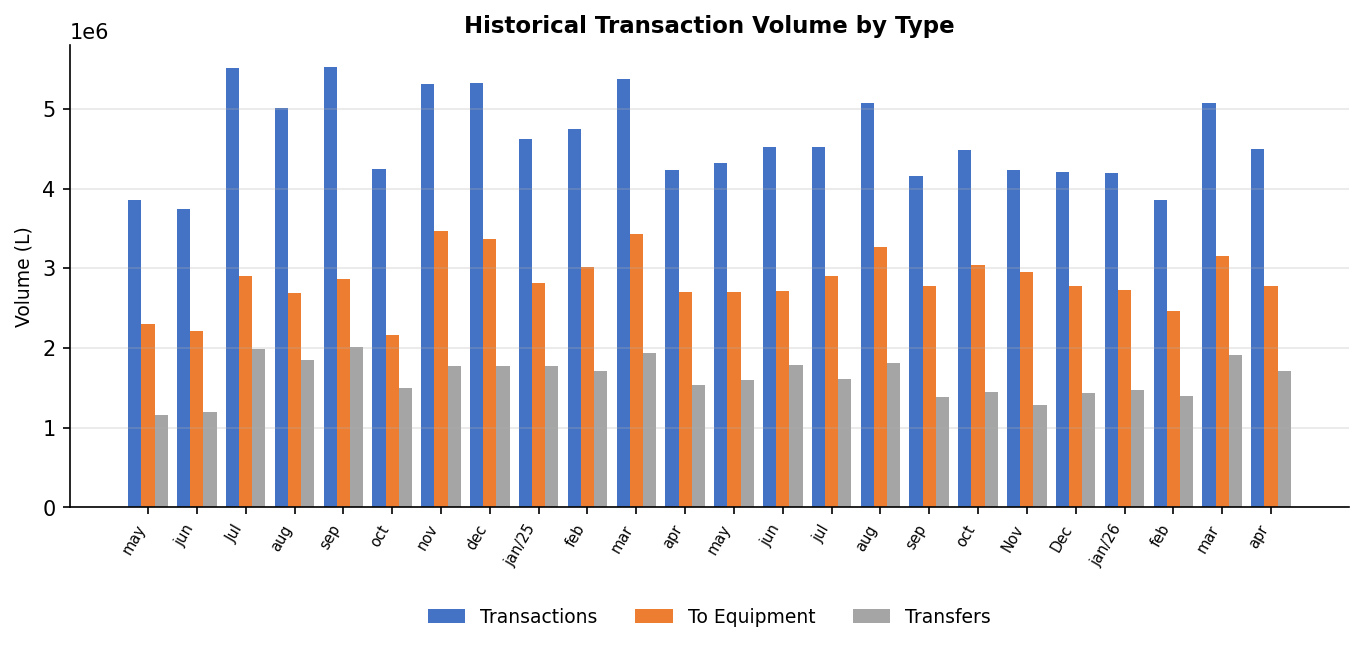 Historical Transaction Volume by Type
1e6
5
4
3
2
1
0
Volume (L)
may jun Jul aug sep oct nov dec jan/25 feb mar apr may jun jul aug sep oct Nov Dec jan/26 feb mar apr
Transactions To Equipment Transfers